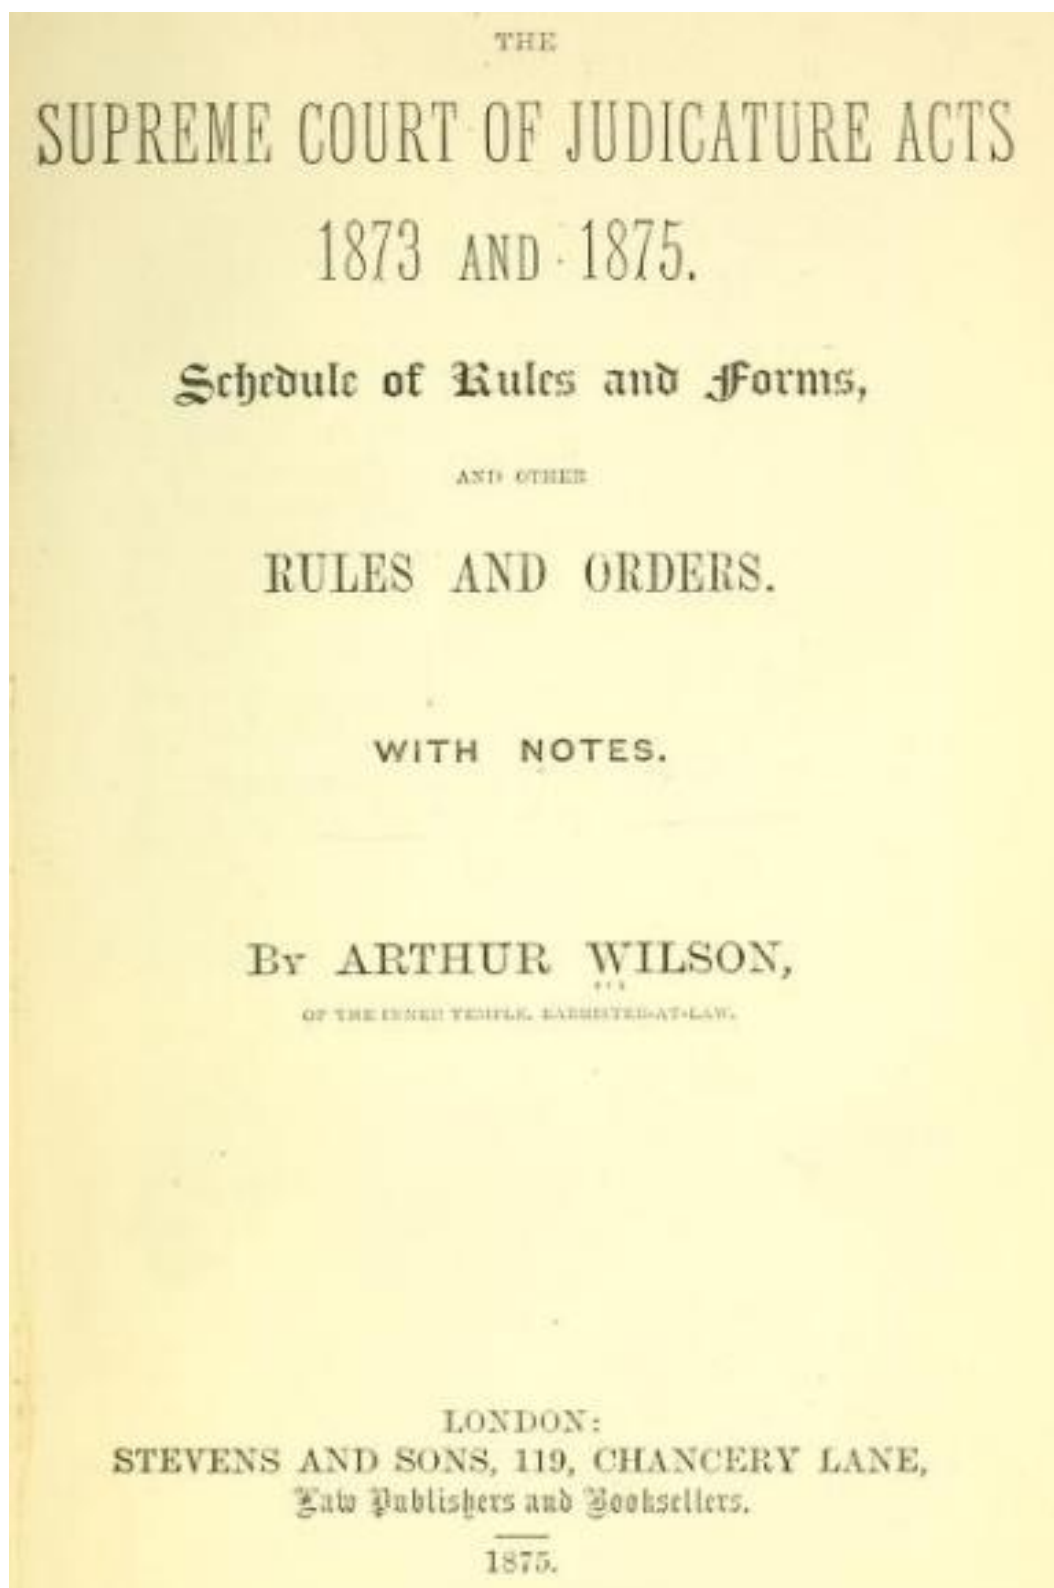 THE
SUPREME COURT OF JUDICATURE ACTS
1873 AND 1875.
Schedule of Rules and Forms,
AND OTHER
RULES AND ORDERS.
WITH NOTES.
BY ARTHUR WILSON,
OF THE INNER TEMPLE, BARRISTER-AT-LAW.
LONDON:
STEVENS AND SONS, 119, CHANCERY LANE,
Law Publishers and Booksellers.
1875.